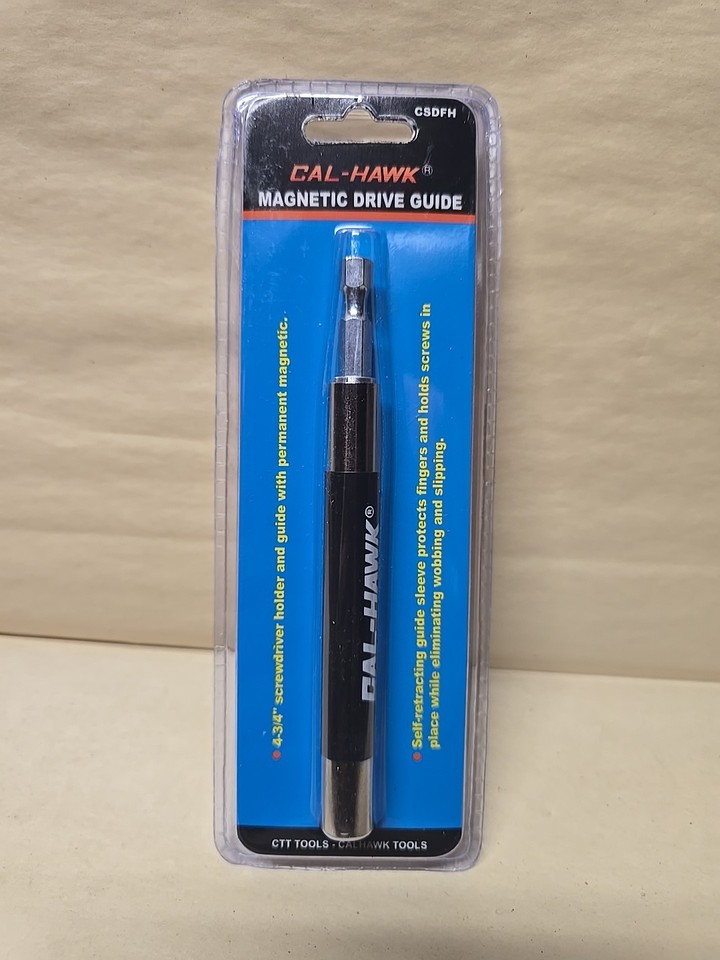 CSDFH
CAL-HAWK®
MAGNETIC DRIVE GUIDE
• 4-3/4" screwdriver holder and guide with permanent magnetic.
CAL-HAWK®
• Self-retracting guide sleeve protects fingers and holds screws in
place while eliminating wobbing and slipping.
CTT TOOLS - CALHAWK TOOLS